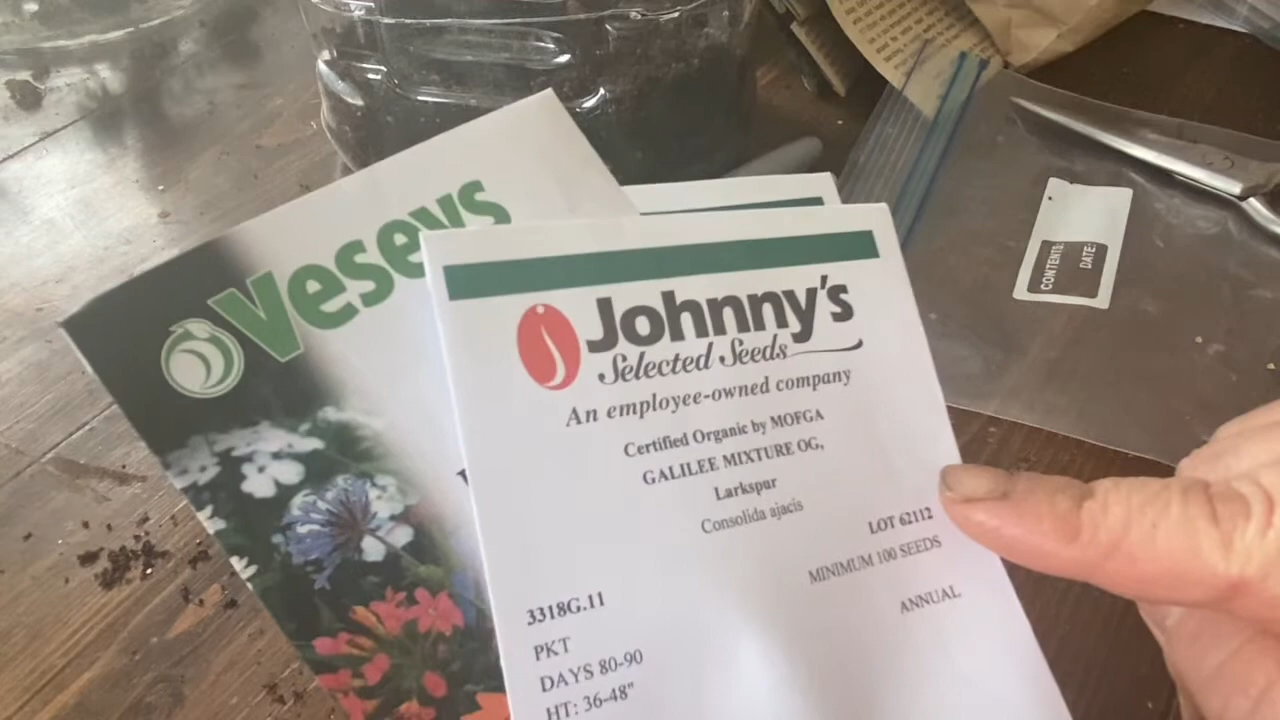 Veseys
Johnny's
Selected Seeds
An employee-owned company
Certified Organic by MOFGA
GALILEE MIXTURE OG,
Larkspur
Consolida ajacis
LOT 62112
MINIMUM 100 SEEDS
ANNUAL
3318G.11
PKT
DAYS 80-90
HT: 36-48"
CONTENTS:
DATE: